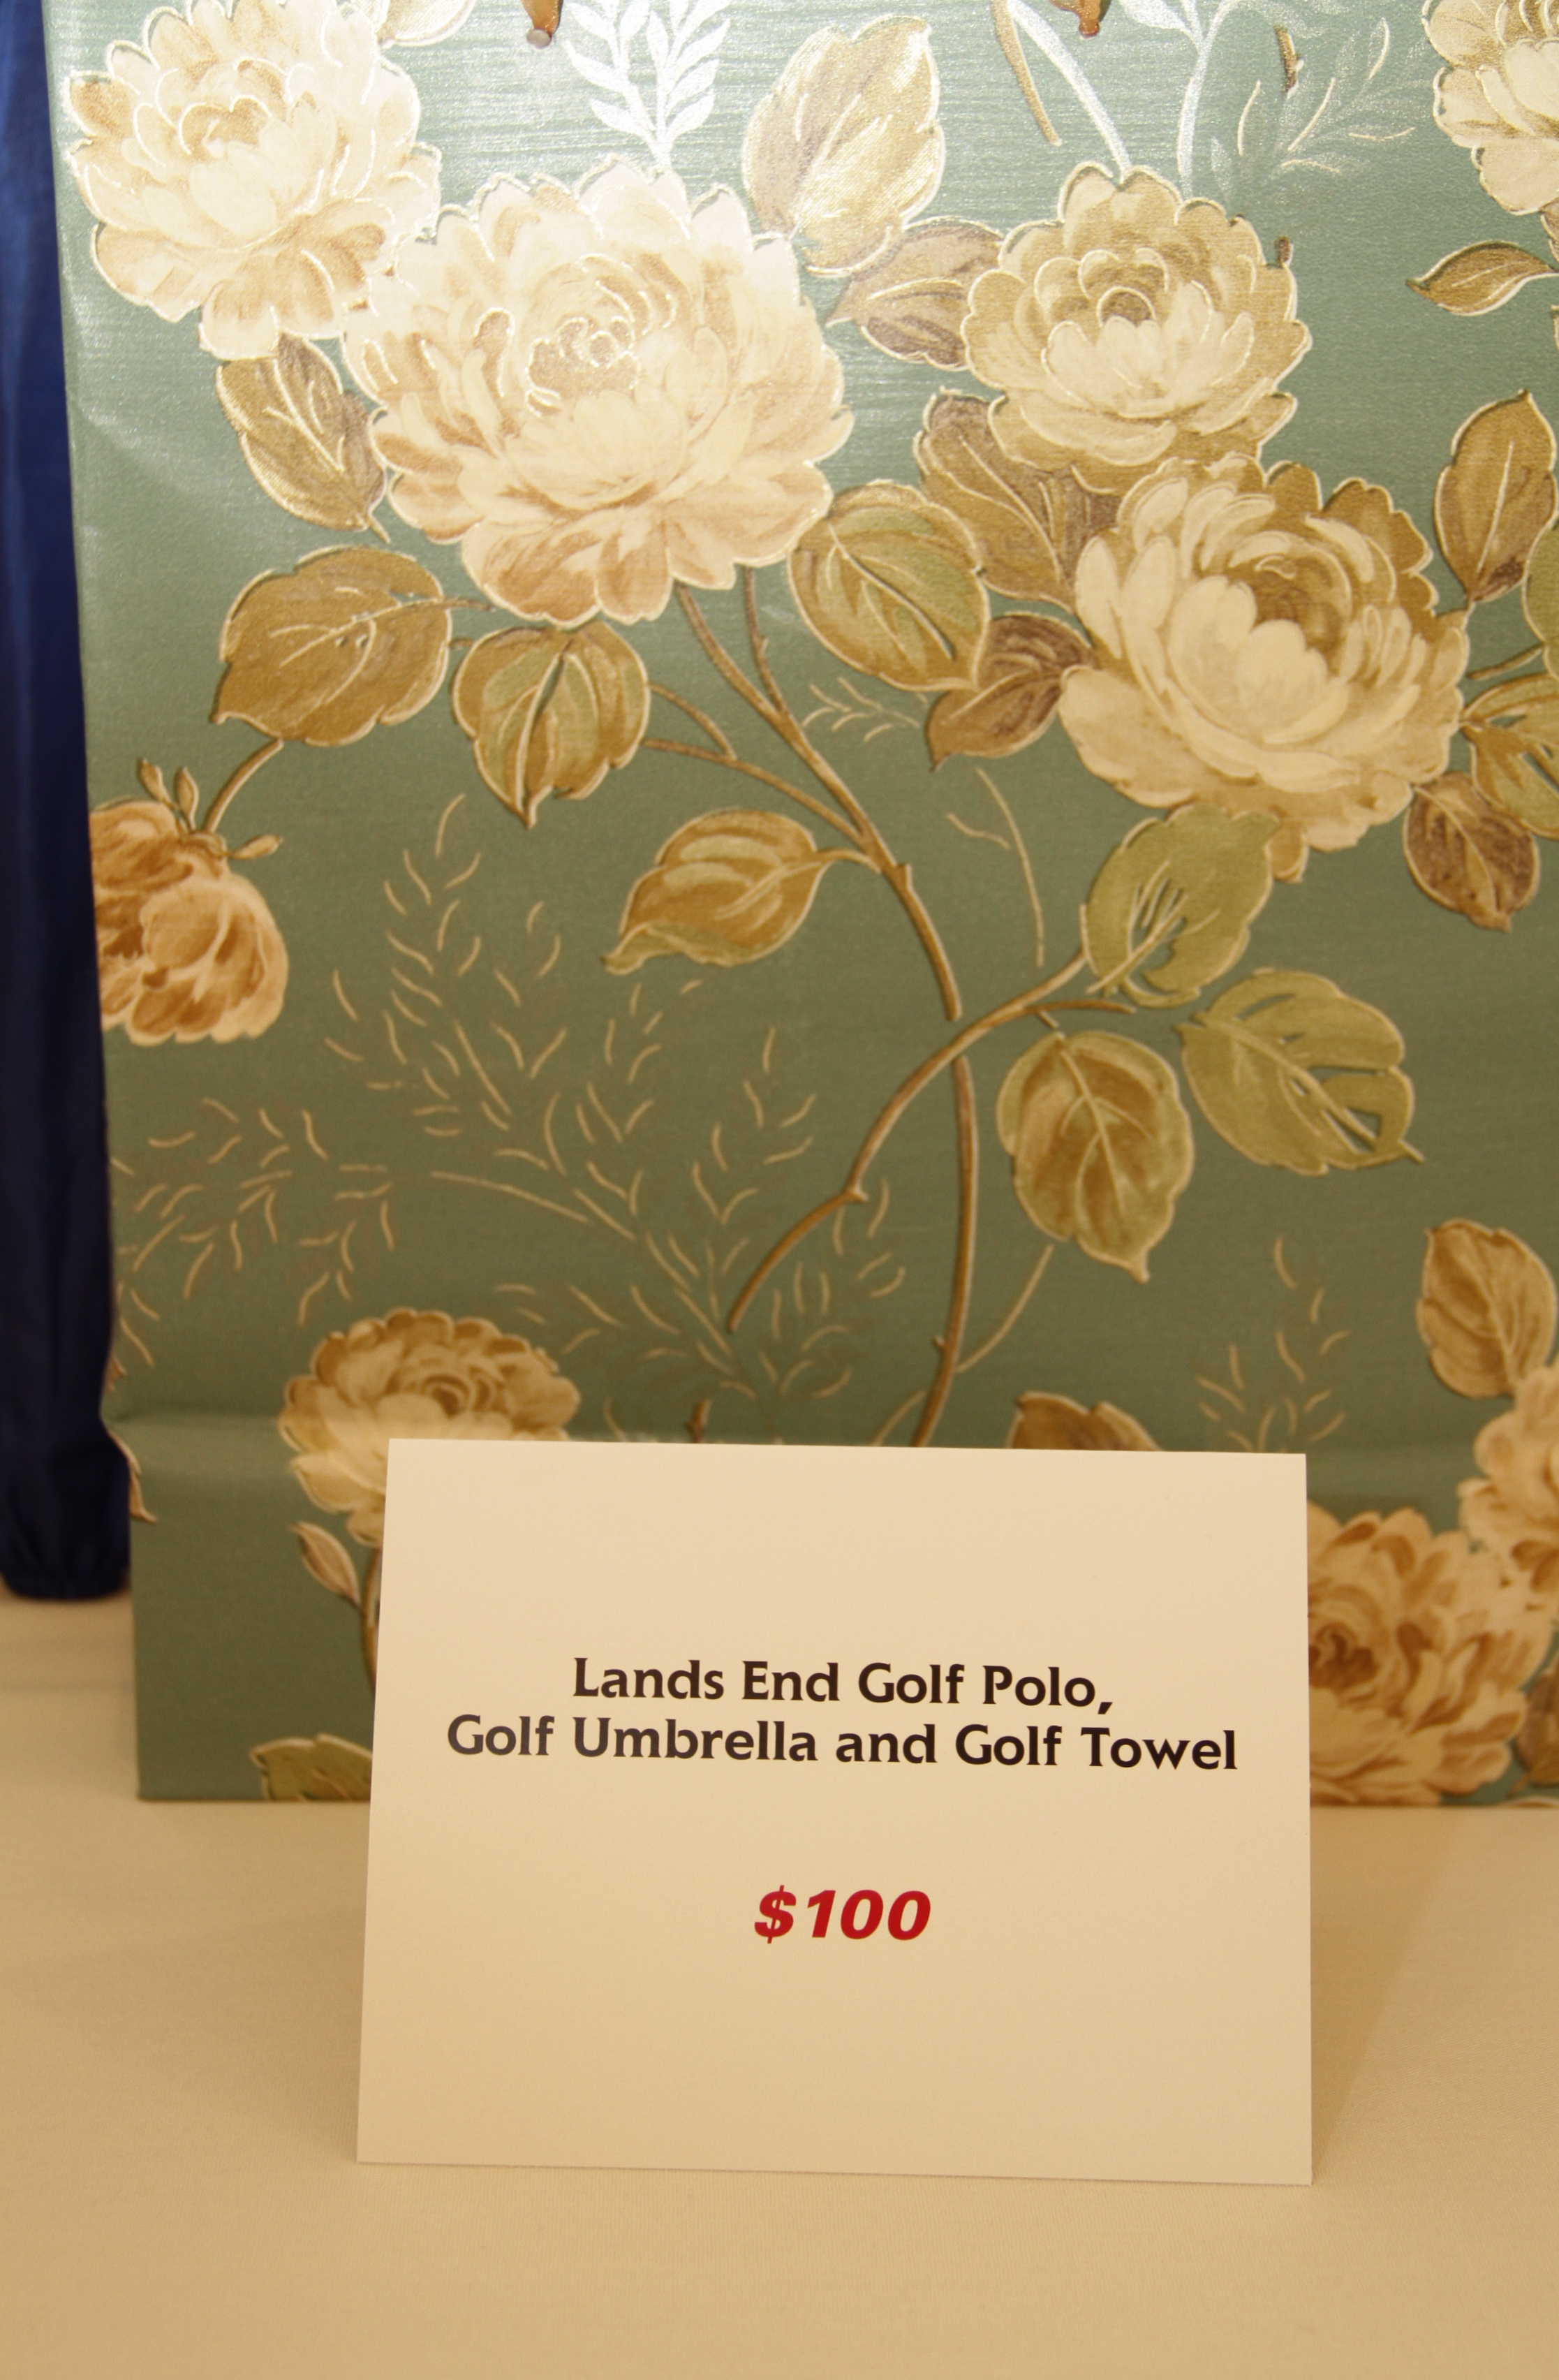 Lands End Golf Polo,
Golf Umbrella and Golf Towel
$100